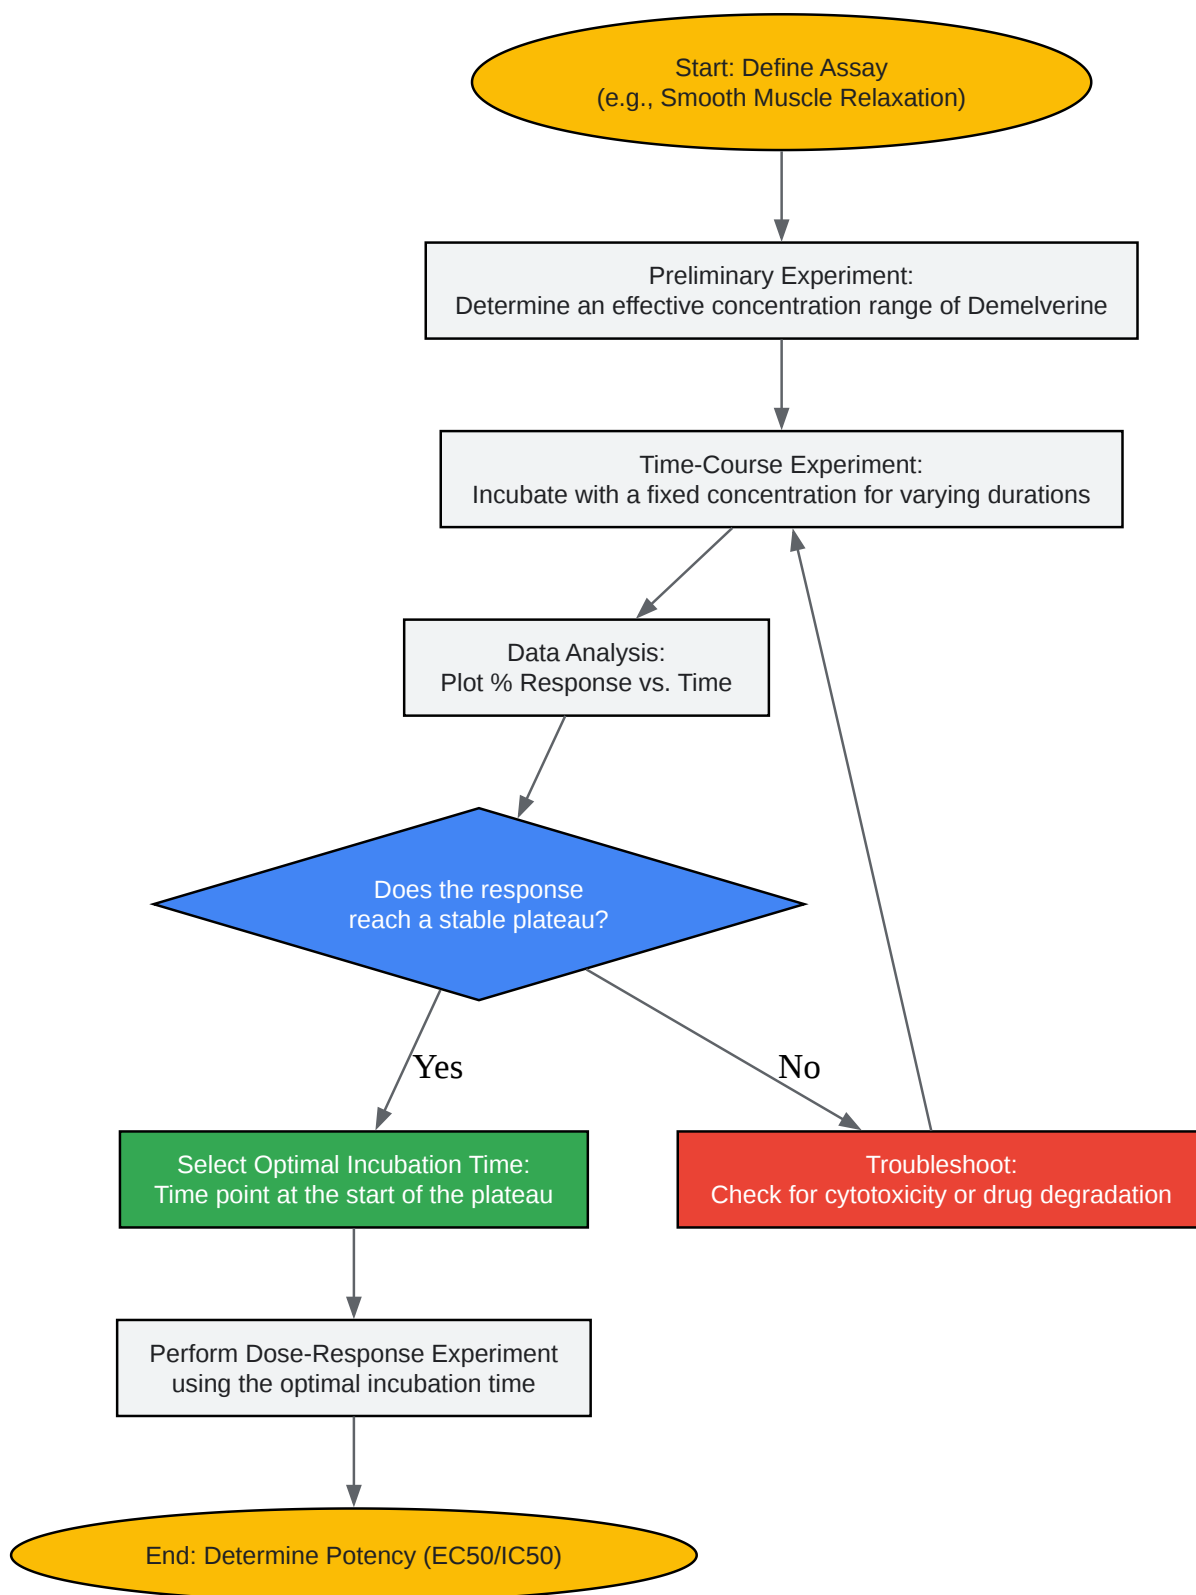 Start: Define Assay
(e.g., Smooth Muscle Relaxation)
Preliminary Experiment:
Determine an effective concentration range of Demelverine
Time-Course Experiment:
Incubate with a fixed concentration for varying durations
Data Analysis:
Plot % Response vs. Time
Does the response
reach a stable plateau?
Yes
No
Select Optimal Incubation Time:
Time point at the start of the plateau
Troubleshoot:
Check for cytotoxicity or drug degradation
Perform Dose-Response Experiment
using the optimal incubation time
End: Determine Potency (EC50/IC50)